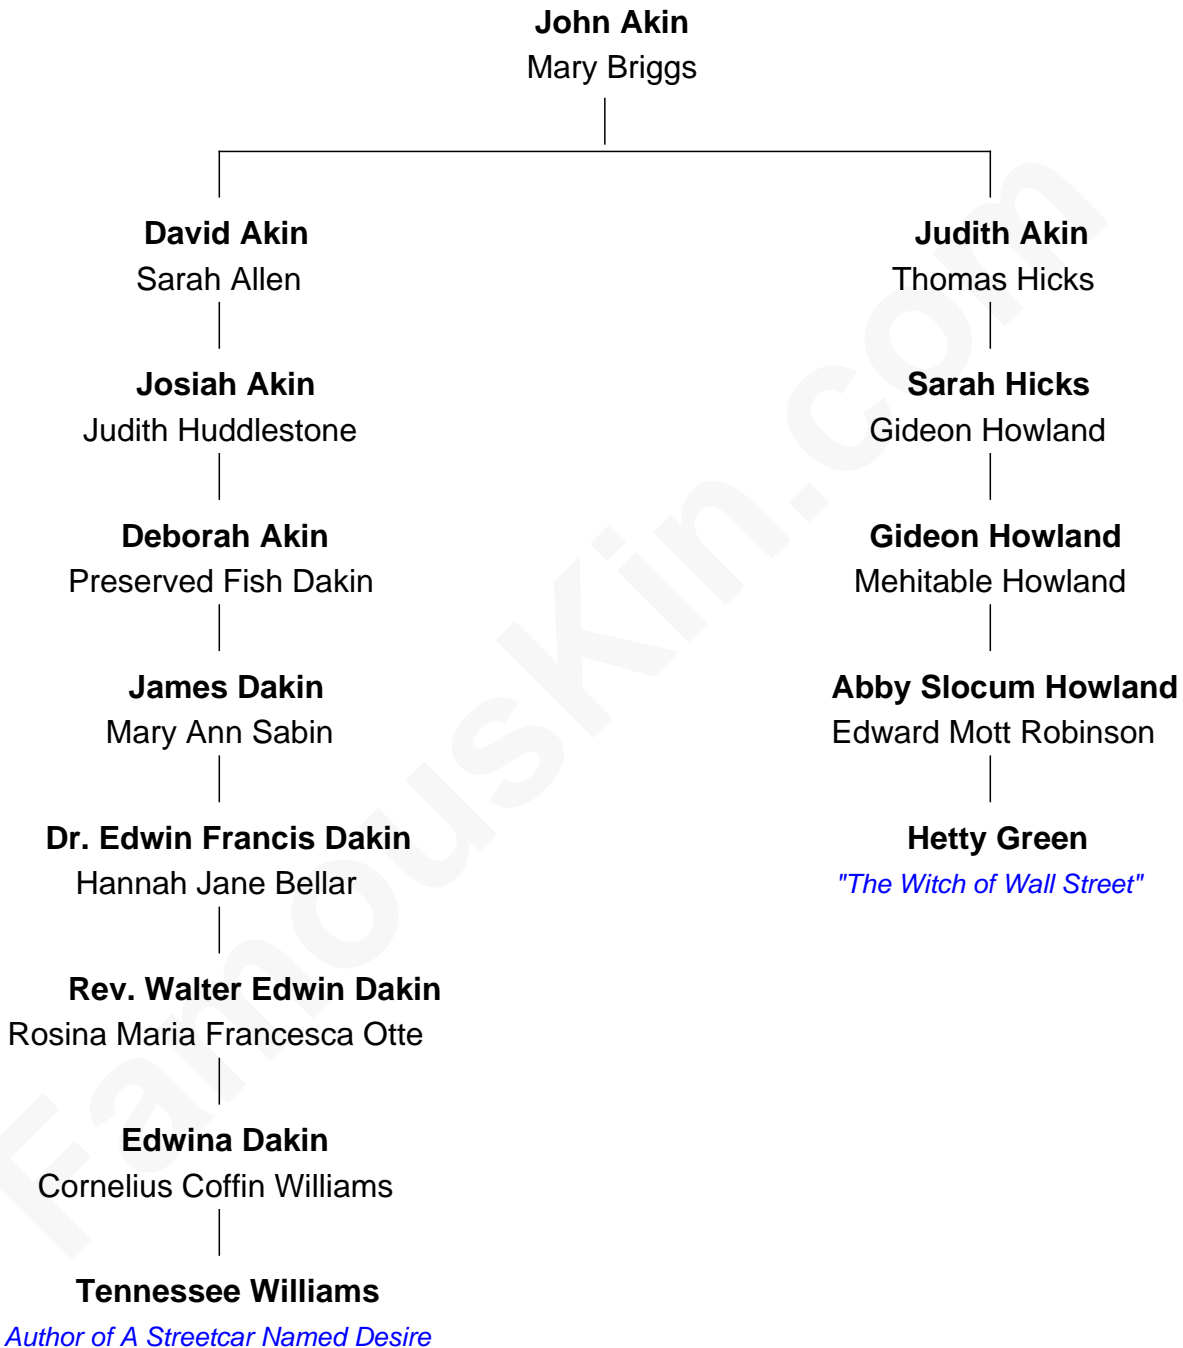 John Akin
Mary Briggs
David Akin
Sarah Allen
Judith Akin
Thomas Hicks
Josiah Akin
Judith Huddlestone
Sarah Hicks
Gideon Howland
Deborah Akin
Preserved Fish Dakin
Gideon Howland
Mehitable Howland
James Dakin
Mary Ann Sabin
Abby Slocum Howland
Edward Mott Robinson
Dr. Edwin Francis Dakin
Hannah Jane Bellar
Hetty Green
"The Witch of Wall Street"
Rev. Walter Edwin Dakin
Rosina Maria Francesca Otte
Edwina Dakin
Cornelius Coffin Williams
Tennessee Williams
Author of A Streetcar Named Desire
FamousKin.com